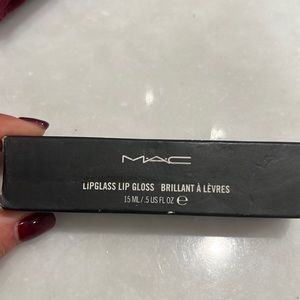 MAC
LIPGLASS LIP GLOSS BRILLANT À LÈVRES
15 ML / .5 US FL OZ ℮